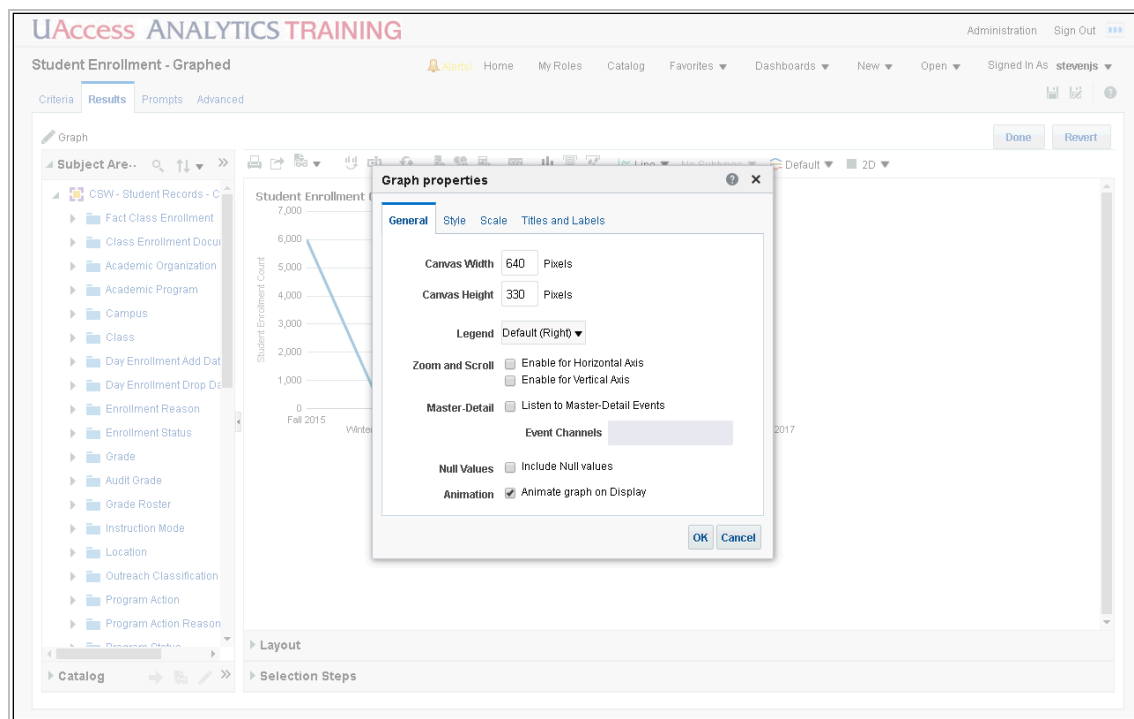 UAccess ANALYTICS TRAINING
Administration Sign Out
Student Enrollment - Graphed
Alerts! Home My Roles Catalog Favorites Dashboards New Open Signed In As stevenjs
Criteria Results Prompts Advanced
Graph
Done Revert
Subject Are..
Line Default 2D
CSW - Student Records - C
Fact Class Enrollment
Class Enrollment Docu
Academic Organization
Academic Program
Campus
Class
Day Enrollment Add Dat
Day Enrollment Drop Da
Enrollment Reason
Enrollment Status
Grade
Audit Grade
Grade Roster
Instruction Mode
Location
Outreach Classification
Program Action
Program Action Reason
Program Status
Catalog
Student Enrollment
7,000
6,000
5,000
4,000
3,000
2,000
1,000
0
Student Enrollment Count
Fall 2015
Winte
2017
Graph properties
General Style Scale Titles and Labels
Canvas Width 640 Pixels
Canvas Height 330 Pixels
Legend Default (Right)
Zoom and Scroll Enable for Horizontal Axis
Enable for Vertical Axis
Master-Detail Listen to Master-Detail Events
Event Channels
Null Values Include Null values
Animation Animate graph on Display
OK Cancel
Layout
Selection Steps